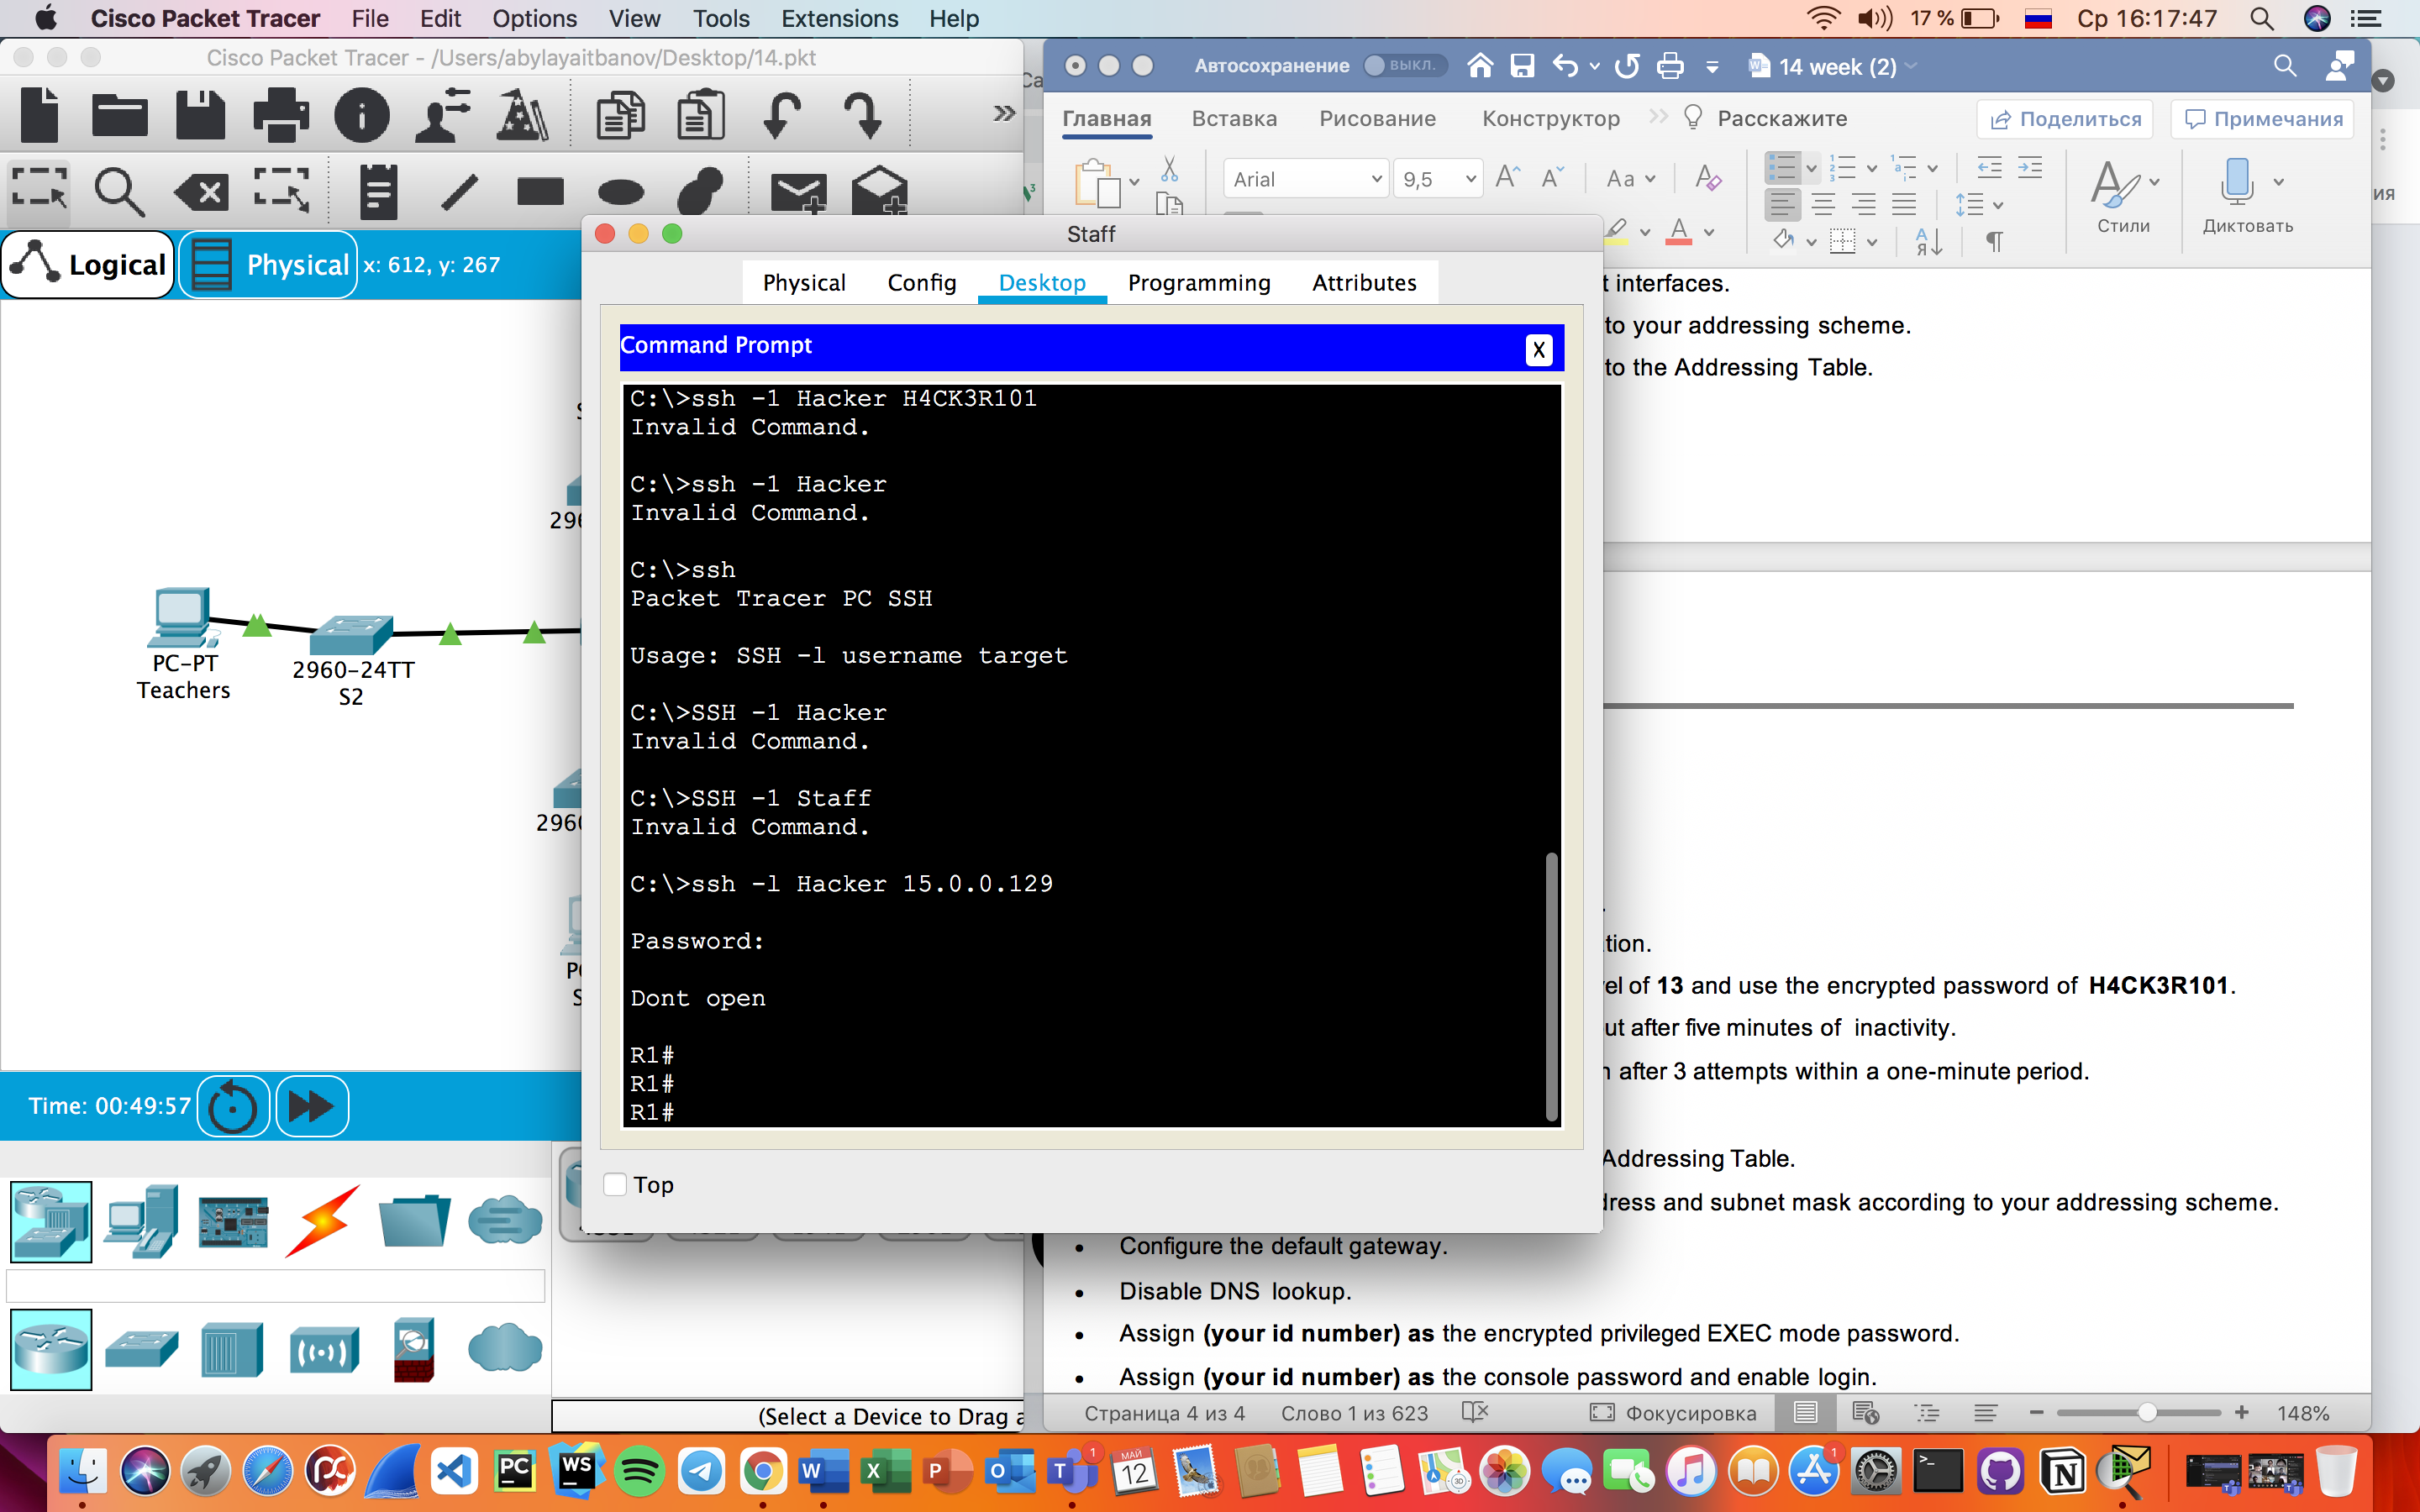 Cisco Packet Tracer File Edit Options View Tools Extensions Help
17 % Ср 16:17:47
Cisco Packet Tracer - /Users/abylayaitbanov/Desktop/14.pkt
Logical Physical x: 612, y: 267
PC-PT
Teachers
2960-24TT
S2
Time: 00:49:57
(Select a Device to Drag a
Автосохранение ВЫКЛ. 14 week (2)
Главная Вставка Рисование Конструктор Расскажите Поделиться Примечания
Arial 9,5
Стили Диктовать
Staff
Physical Config Desktop Programming Attributes
Command Prompt X
C:\>ssh -1 Hacker H4CK3R101
Invalid Command.
C:\>ssh -1 Hacker
Invalid Command.
C:\>ssh
Packet Tracer PC SSH
Usage: SSH -l username target
C:\>SSH -1 Hacker
Invalid Command.
C:\>SSH -1 Staff
Invalid Command.
C:\>ssh -l Hacker 15.0.0.129
Password:
Dont open
R1#
R1#
R1#
Top
t interfaces.
to your addressing scheme.
to the Addressing Table.
tion.
el of 13 and use the encrypted password of H4CK3R101.
ut after five minutes of inactivity.
after 3 attempts within a one-minute period.
Addressing Table.
dress and subnet mask according to your addressing scheme.
• Configure the default gateway.
• Disable DNS lookup.
• Assign (your id number) as the encrypted privileged EXEC mode password.
• Assign (your id number) as the console password and enable login.
Страница 4 из 4 Слово 1 из 623 Фокусировка 148%
МАЙ
12